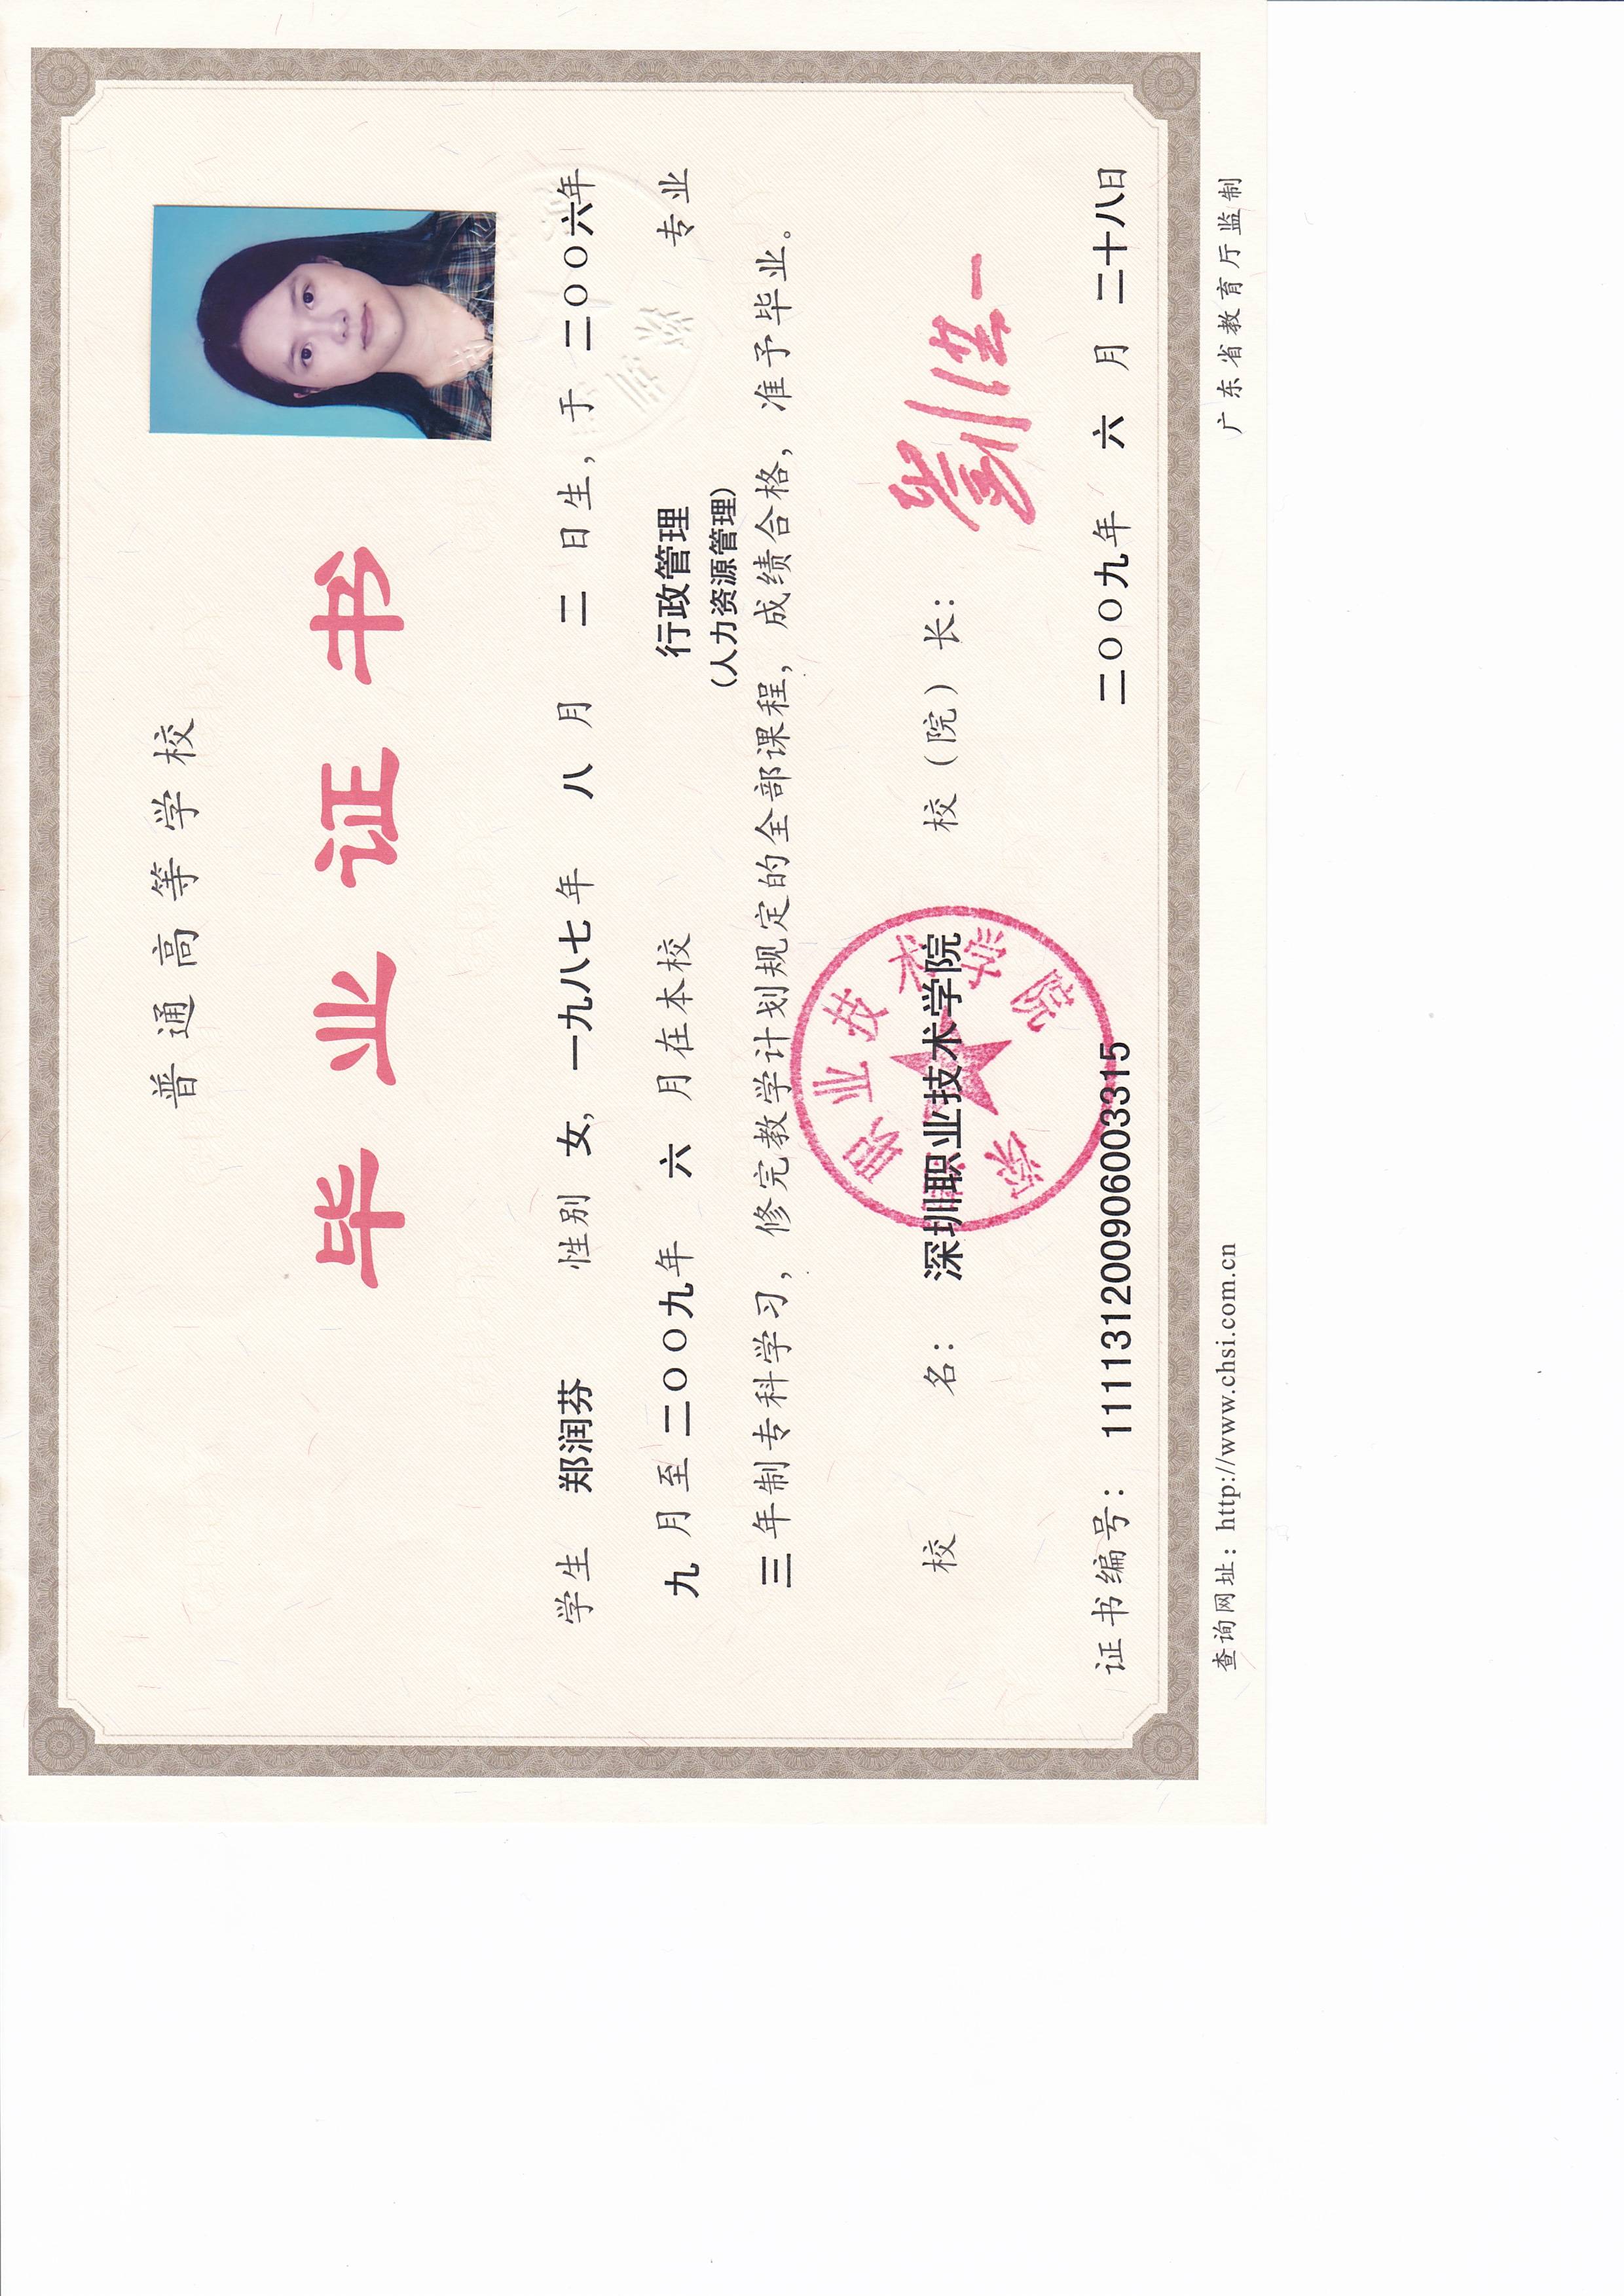 普通高等学校
毕业证书
学生 郑润芬 性别 女，一九八七年 八 月 二 日生，于 二〇〇六年
九 月至 二〇〇九年 六 月在本校 行政管理 专业
(人力资源管理)
三 年制专科学习，修完教学计划规定的全部课程，成绩合格，准予毕业。
校 名： 深圳职业技术学院 校（院）长：
深圳职业技术学院
证书编号： 111131200906003315 二〇〇九年 六 月 二十八日
查询网址：http://www.chsi.com.cn 广东省教育厅监制